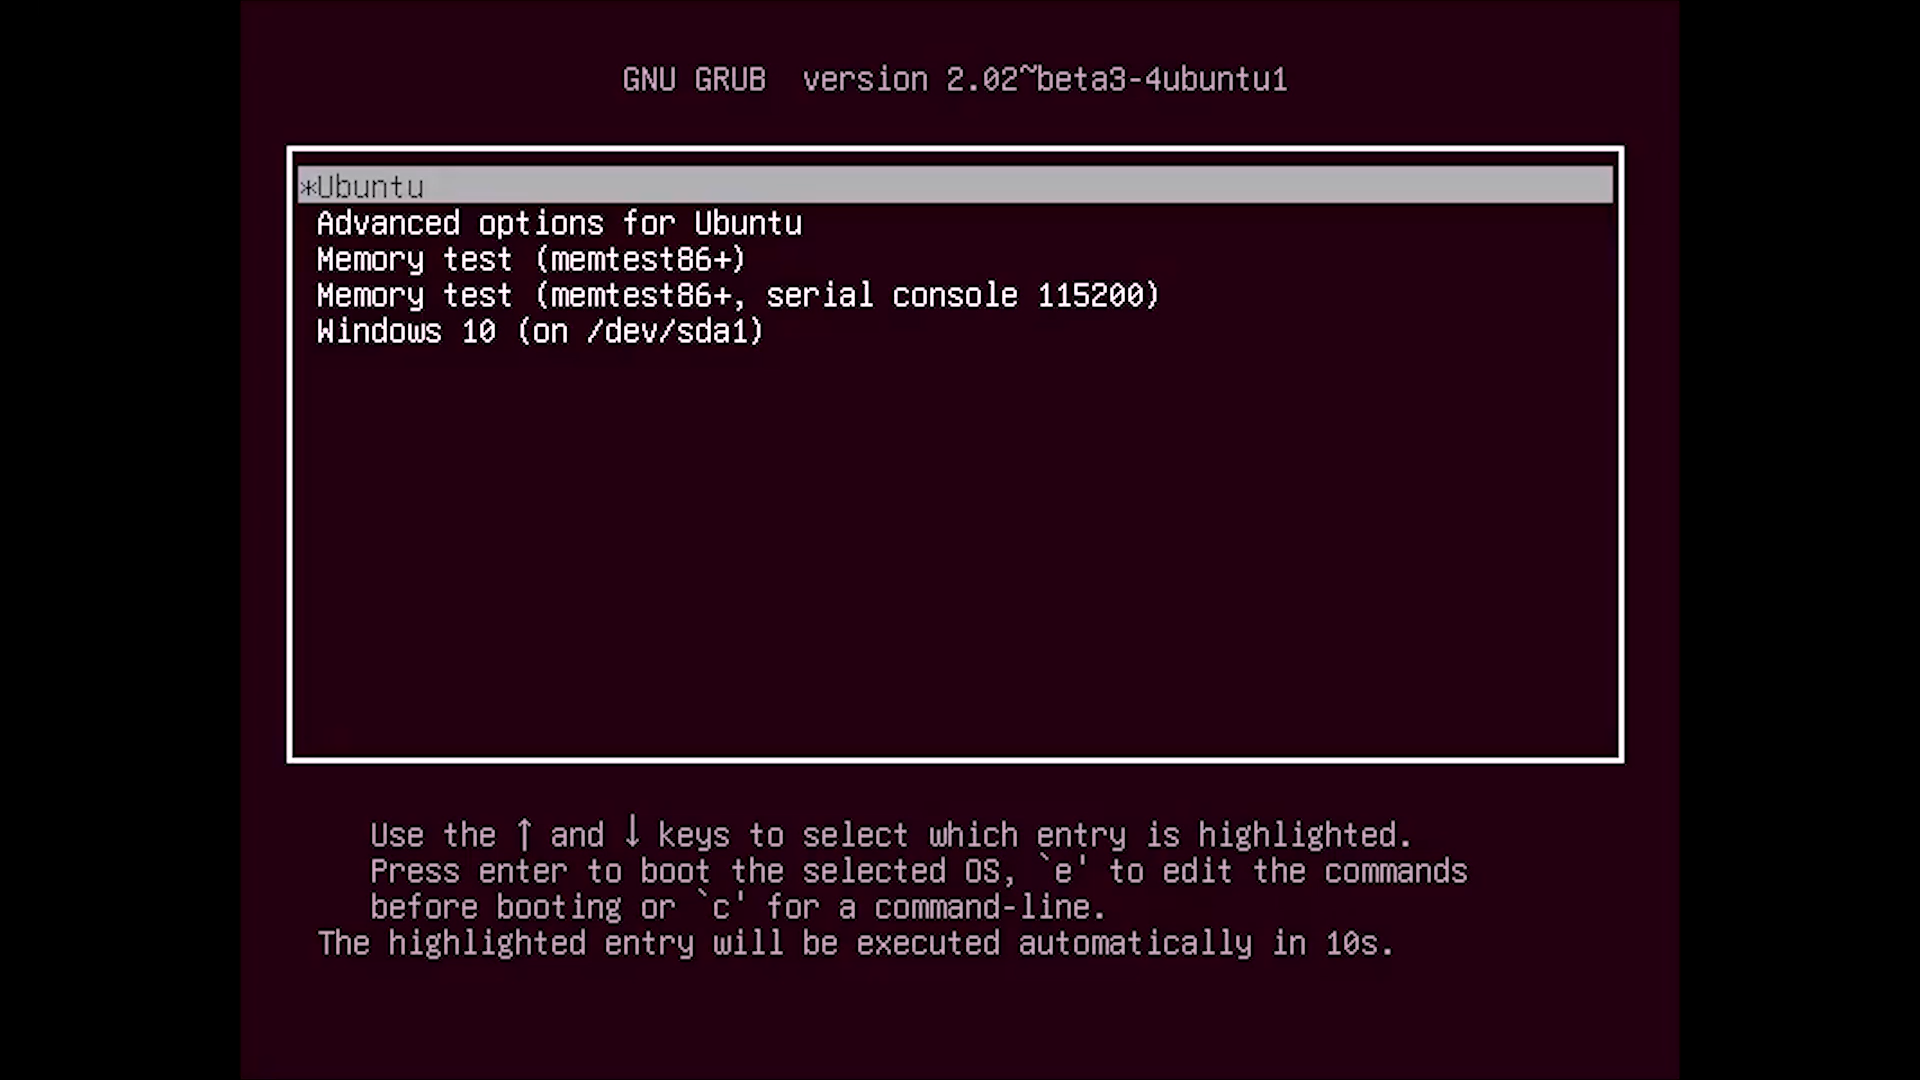 GNU GRUB  version 2.02~beta3-4ubuntu1
*Ubuntu
Advanced options for Ubuntu
Memory test (memtest86+)
Memory test (memtest86+, serial console 115200)
Windows 10 (on /dev/sda1)
Use the ↑ and ↓ keys to select which entry is highlighted.
Press enter to boot the selected OS, `e' to edit the commands
before booting or `c' for a command-line.
The highlighted entry will be executed automatically in 10s.